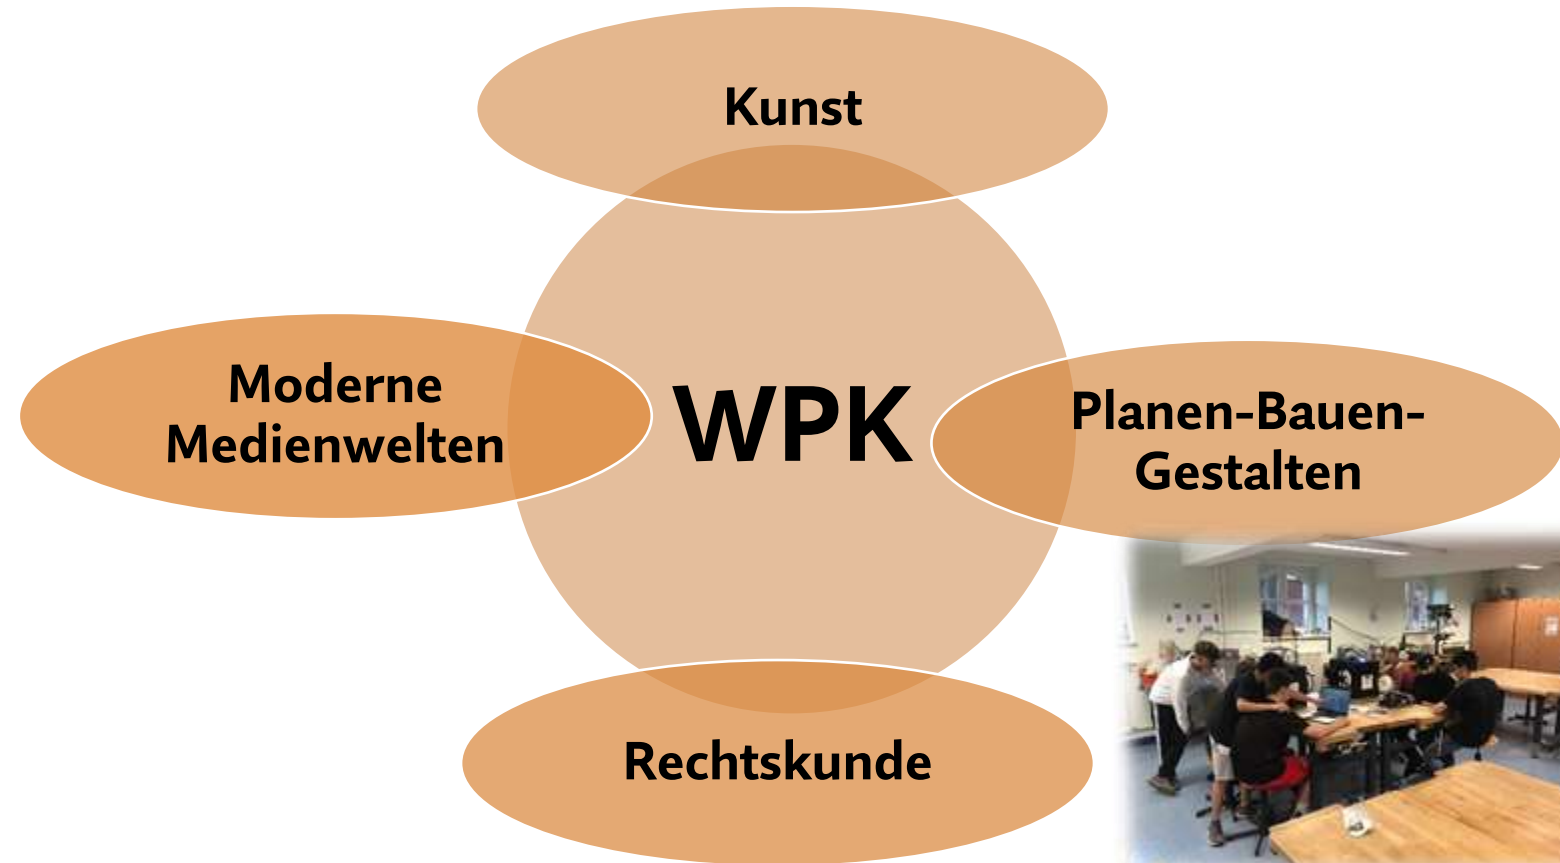 Kunst
Moderne
Medienwelten
WPK
Planen-Bauen-
Gestalten
Rechtskunde